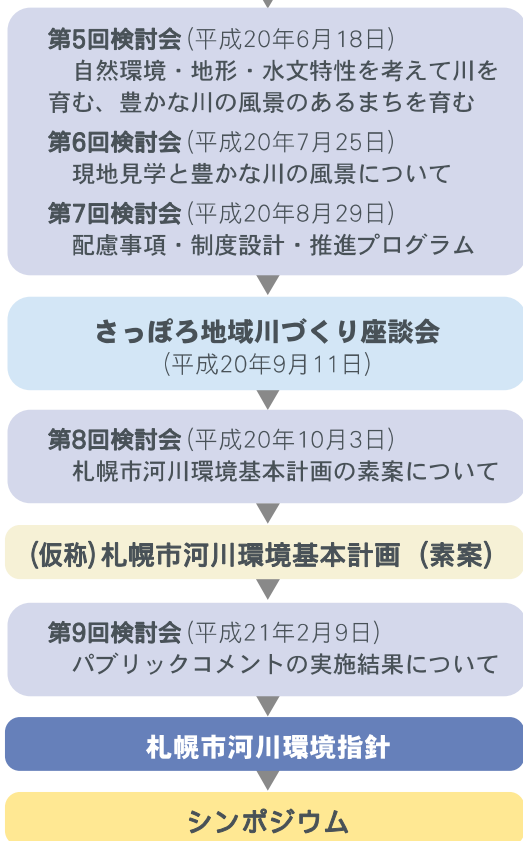 第5回検討会(平成20年6月18日)
自然環境・地形・水文特性を考えて川を
育む、豊かな川の風景のあるまちを育む
第6回検討会(平成20年7月25日)
現地見学と豊かな川の風景について
第7回検討会(平成20年8月29日)
配慮事項・制度設計・推進プログラム
さっぽろ地域川づくり座談会
(平成20年9月11日)
第8回検討会(平成20年10月3日)
札幌市河川環境基本計画の素案について
(仮称)札幌市河川環境基本計画(素案)
第9回検討会(平成21年2月9日)
パブリックコメントの実施結果について
札幌市河川環境指針
シンポジウム